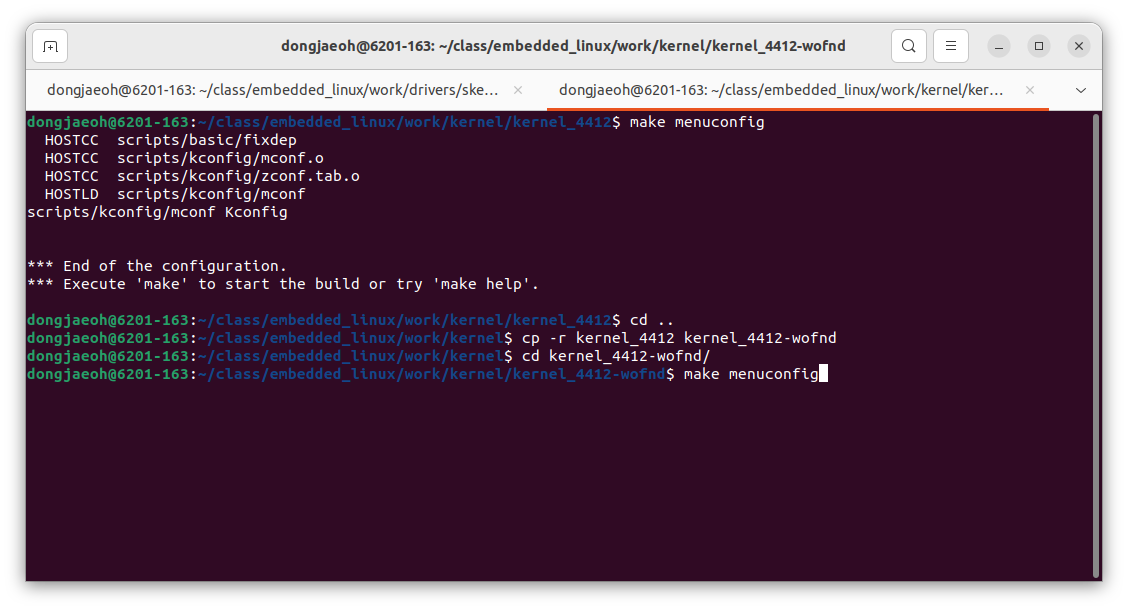 dongjaeoh@6201-163: ~/class/embedded_linux/work/kernel/kernel_4412-wofnd
dongjaeoh@6201-163: ~/class/embedded_linux/work/drivers/ske...
dongjaeoh@6201-163: ~/class/embedded_linux/work/kernel/ker...
dongjaeoh@6201-163:~/class/embedded_linux/work/kernel/kernel_4412$ make menuconfig
  HOSTCC  scripts/basic/fixdep
  HOSTCC  scripts/kconfig/mconf.o
  HOSTCC  scripts/kconfig/zconf.tab.o
  HOSTLD  scripts/kconfig/mconf
scripts/kconfig/mconf Kconfig
*** End of the configuration.
*** Execute 'make' to start the build or try 'make help'.
dongjaeoh@6201-163:~/class/embedded_linux/work/kernel/kernel_4412$ cd ..
dongjaeoh@6201-163:~/class/embedded_linux/work/kernel$ cp -r kernel_4412 kernel_4412-wofnd
dongjaeoh@6201-163:~/class/embedded_linux/work/kernel$ cd kernel_4412-wofnd/
dongjaeoh@6201-163:~/class/embedded_linux/work/kernel/kernel_4412-wofnd$ make menuconfig